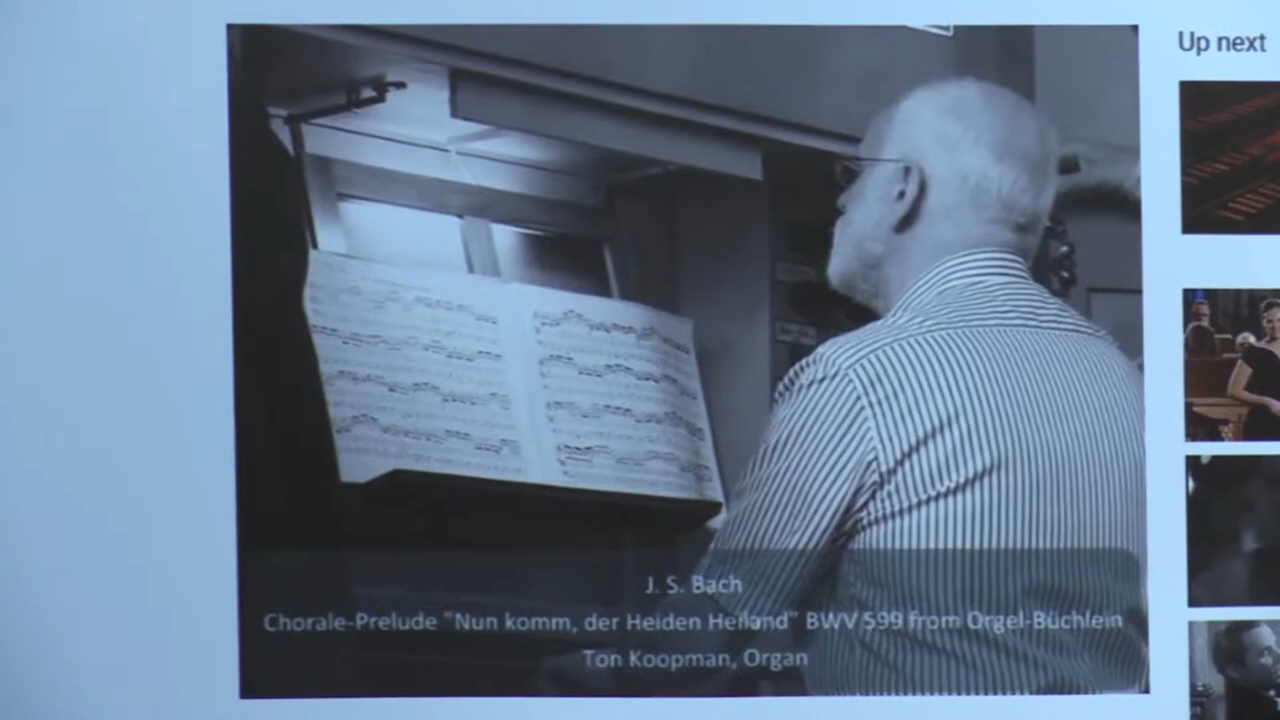 Up next
J. S. Bach
Chorale-Prelude "Nun komm, der Heiden Heiland" BWV 599 from Orgel-Büchlein
Ton Koopman, Organ